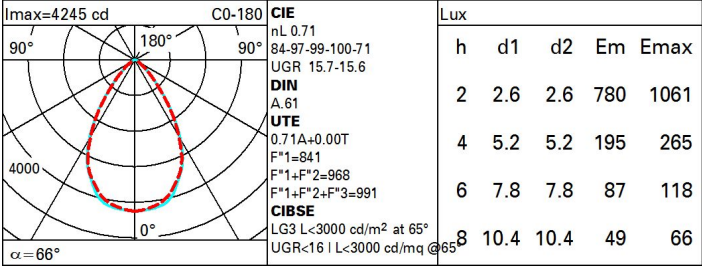 Imax=4245 cd C0-180
90° 180° 90°
4000
0°
α=66°
CIE
nL 0.71
84-97-99-100-71
UGR 15.7-15.6
DIN
A.61
UTE
0.71A+0.00T
F"1=841
F"1+F"2=968
F"1+F"2+F"3=991
CIBSE
LG3 L<3000 cd/m² at 65°
UGR<16 | L<3000 cd/mq @65°
Lux
h d1 d2 Em Emax
2 2.6 2.6 780 1061
4 5.2 5.2 195 265
6 7.8 7.8 87 118
8 10.4 10.4 49 66